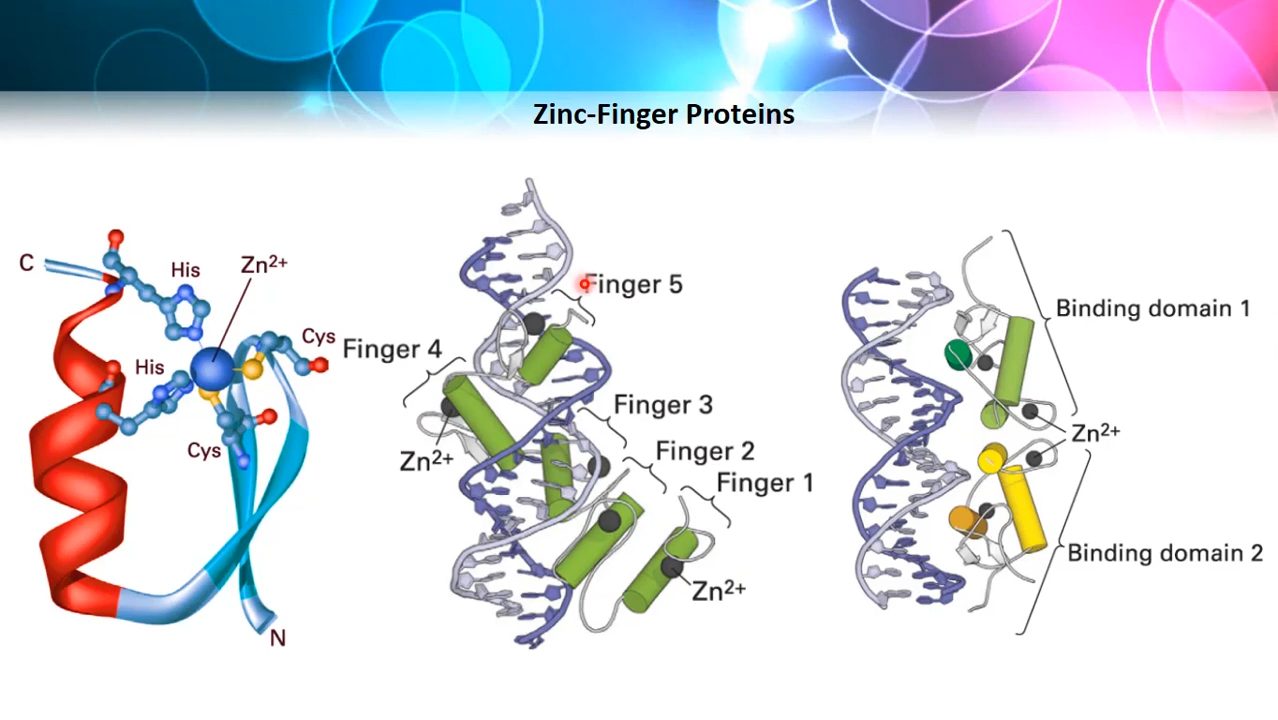 Zinc-Finger Proteins
C
His
Zn2+
Cys
His
Cys
N
Finger 5
Finger 4
Finger 3
Finger 2
Finger 1
Zn2+
Zn2+
Binding domain 1
Zn2+
Binding domain 2